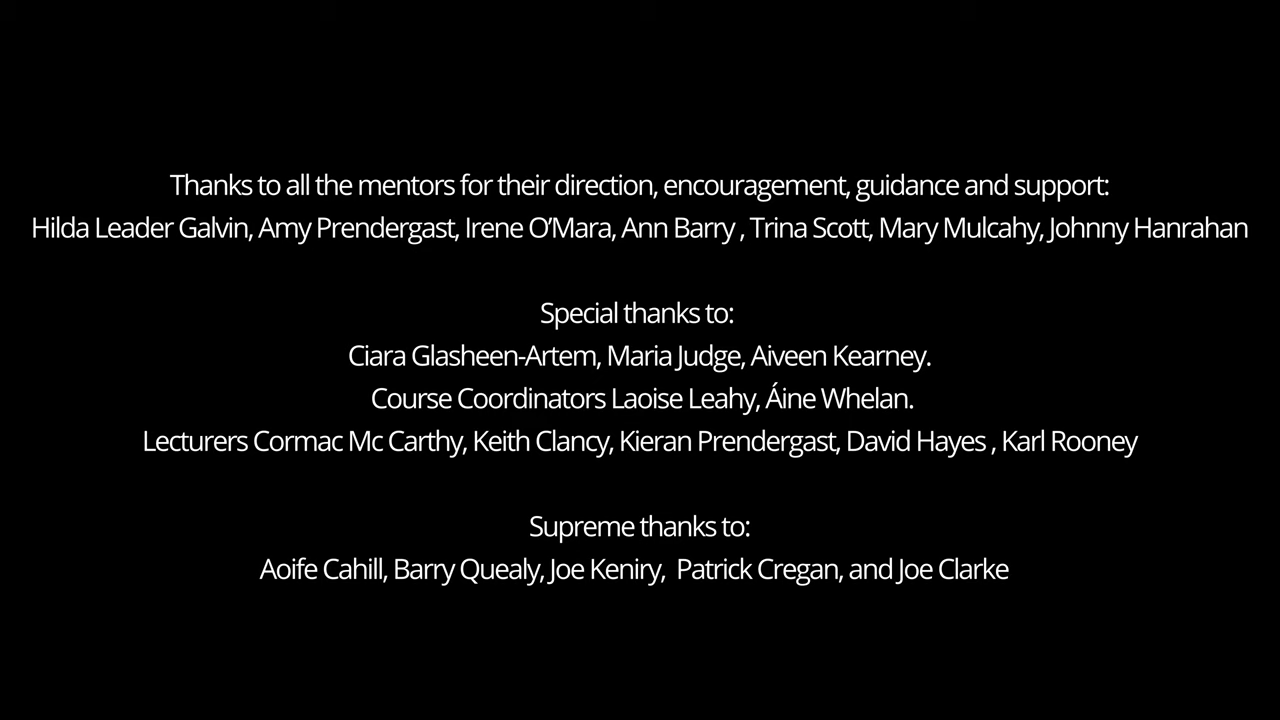 Thanks to all the mentors for their direction, encouragement, guidance and support:
Hilda Leader Galvin, Amy Prendergast, Irene O’Mara, Ann Barry , Trina Scott, Mary Mulcahy, Johnny Hanrahan
Special thanks to:
Ciara Glasheen-Artem, Maria Judge, Aiveen Kearney.
Course Coordinators Laoise Leahy, Áine Whelan.
Lecturers Cormac Mc Carthy, Keith Clancy, Kieran Prendergast, David Hayes , Karl Rooney
Supreme thanks to:
Aoife Cahill, Barry Quealy, Joe Keniry,  Patrick Cregan, and Joe Clarke